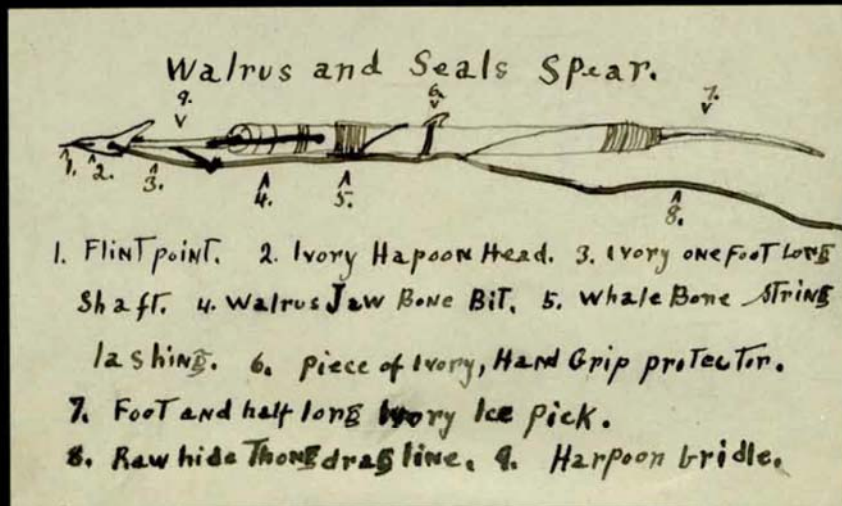 Walrus and Seals Spear.
9.
6.
7.
1.
2.
3.
4.
5.
8.
1. Flint point. 2. Ivory Hapoon Head. 3. Ivory one Foot Long
Shaft. 4. Walrus Jaw Bone Bit. 5. Whale Bone String
lashing. 6. piece of Ivory, Hand Grip protector.
7. Foot and half long Ivory Ice pick.
8. Raw hide Thong drag line. 9. Harpoon bridle.